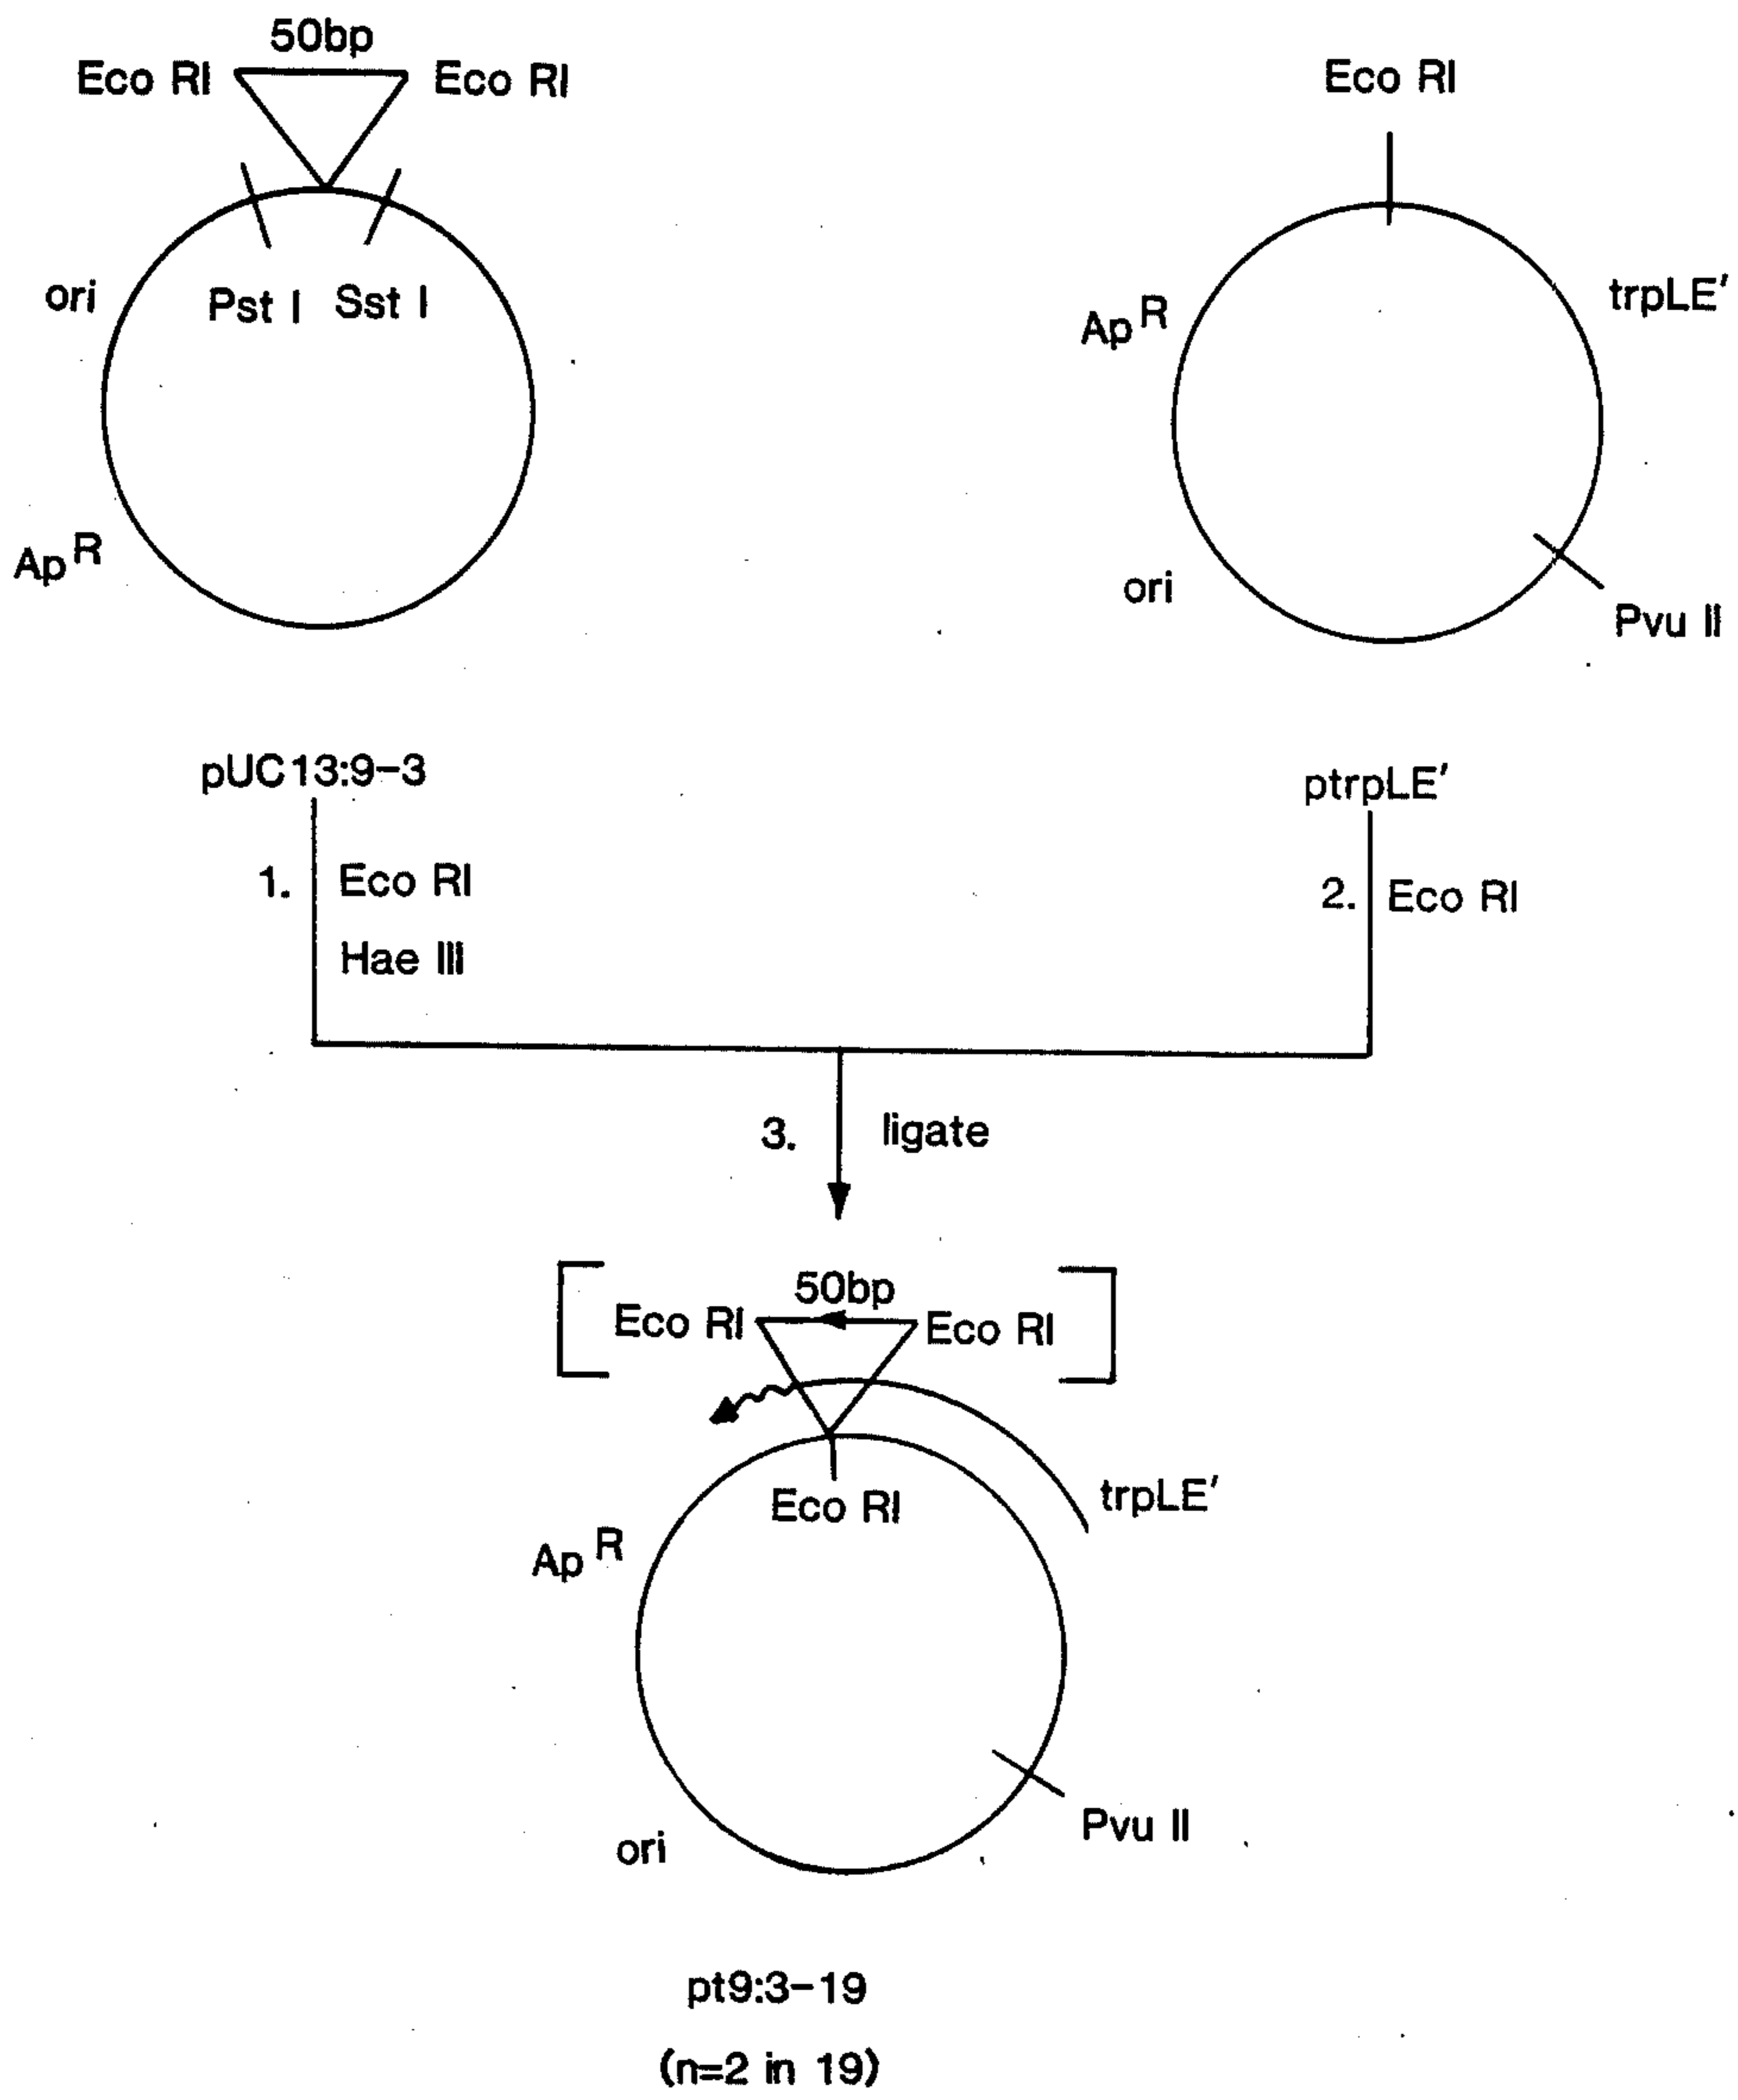 50bp
Eco RI Eco RI
ori
Pst I Sst I
Ap R
Eco RI
Ap R
trpLE'
ori
Pvu II
pUC13:9-3
ptrpLE'
1. Eco RI
Hae III
2. Eco RI
3. ligate
50bp
Eco RI Eco RI
Eco RI
trpLE'
Ap R
Pvu II
ori
pt9:3-19
(n=2 in 19)